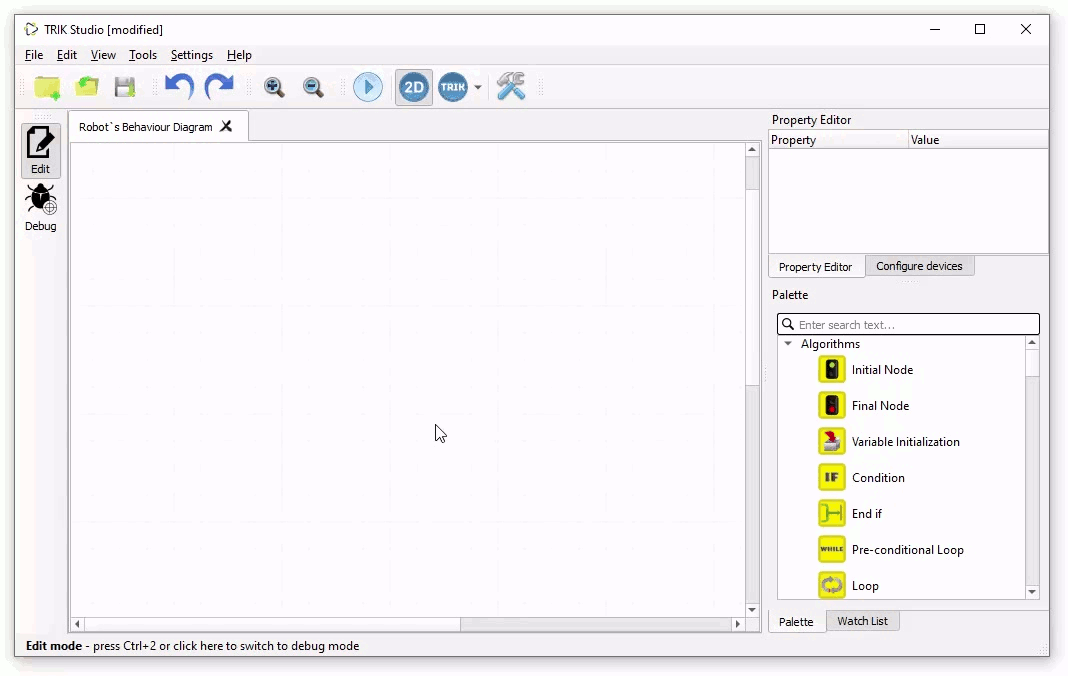 TRIK Studio [modified]
File Edit View Tools Settings Help
2D TRIK
Robot`s Behaviour Diagram
Edit
Debug
Property Editor
Property Value
Property Editor Configure devices
Palette
Enter search text...
Algorithms
Initial Node
Final Node
Variable Initialization
IF Condition
End if
WHILE Pre-conditional Loop
Loop
Palette Watch List
Edit mode - press Ctrl+2 or click here to switch to debug mode